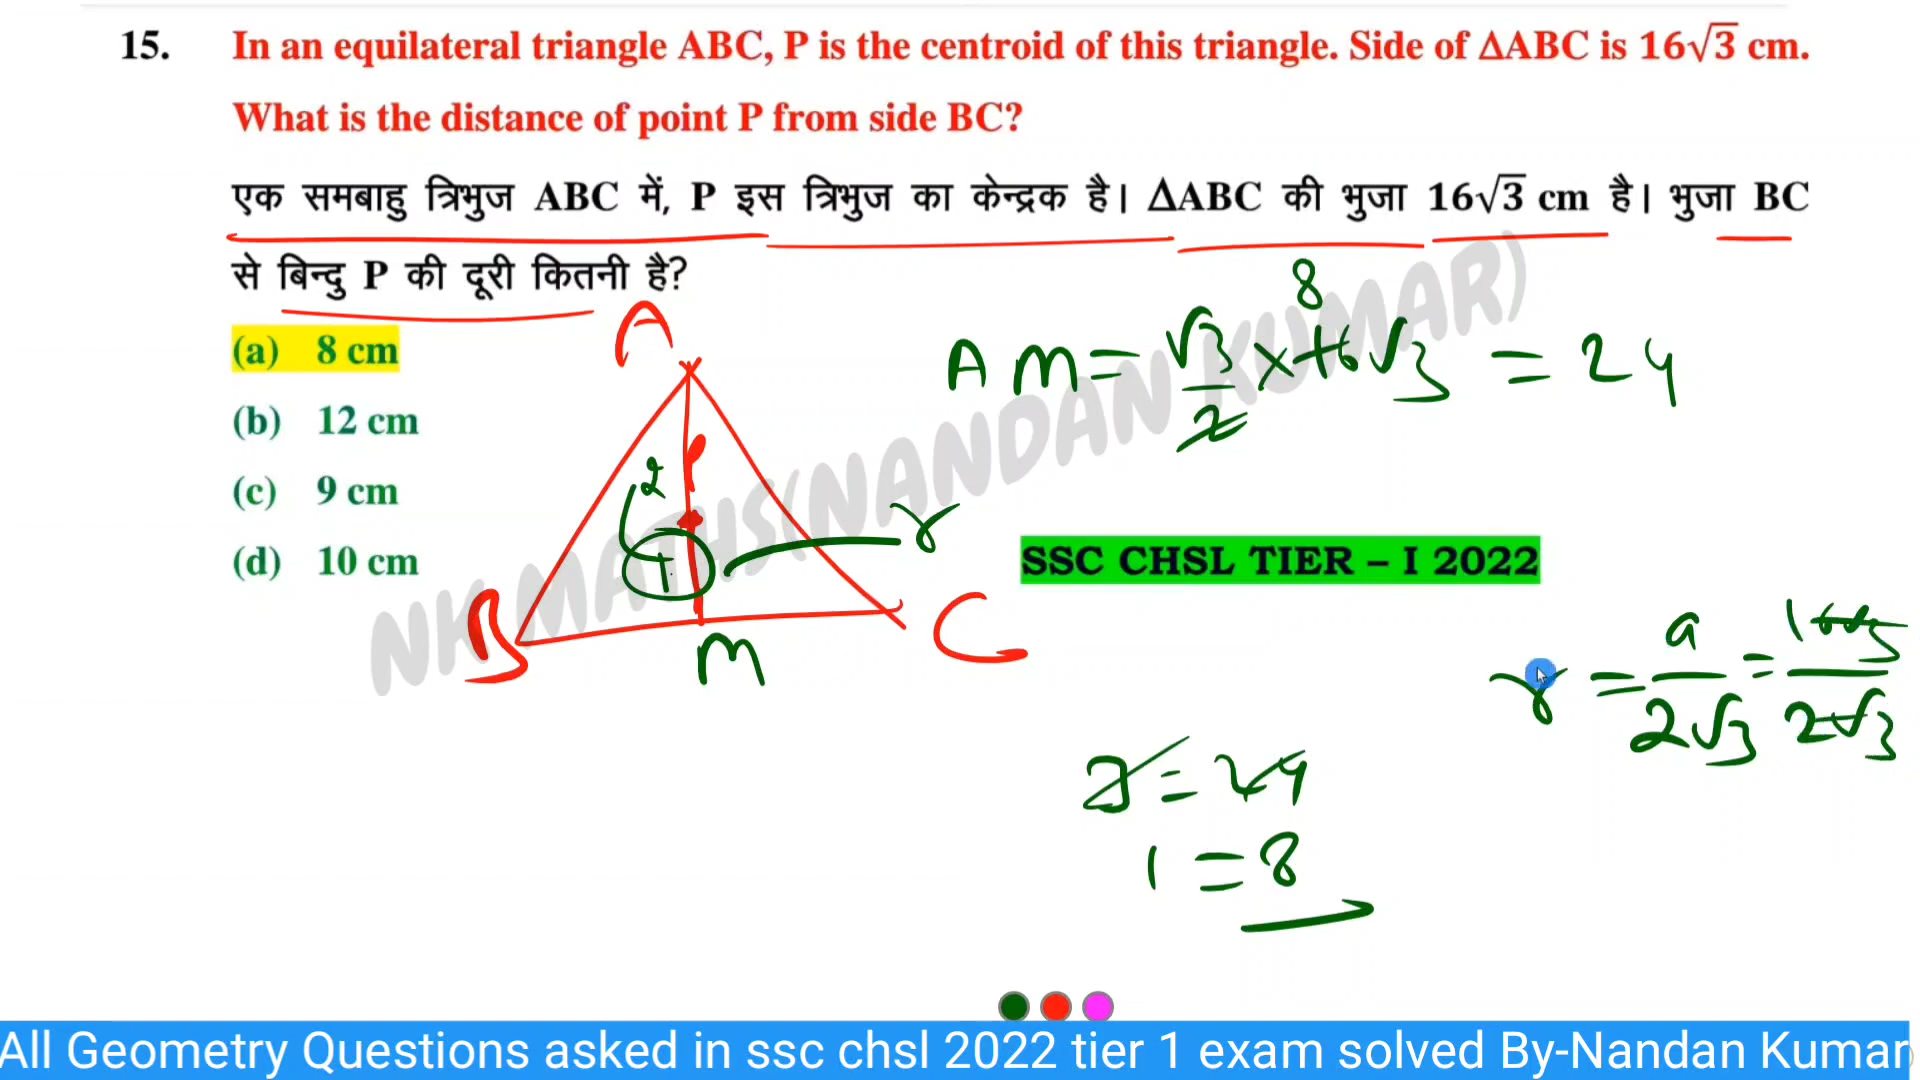 15. In an equilateral triangle ABC, P is the centroid of this triangle. Side of ΔABC is 16√3 cm.
What is the distance of point P from side BC?
एक समबाहु त्रिभुज ABC में, P इस त्रिभुज का केन्द्रक है। ΔABC की भुजा 16√3 cm है। भुजा BC
से बिन्दु P की दूरी कितनी है?
(a) 8 cm
(b) 12 cm
(c) 9 cm
(d) 10 cm
A
P
2
1
r
B
M
C
8
AM = √3/2 × 16√3 = 24
SSC CHSL TIER – I 2022
r = a/2√3 = 16√3/2√3
3 = 24
1 = 8
NK MATHS(NANDAN KUMAR)
All Geometry Questions asked in ssc chsl 2022 tier 1 exam solved By-Nandan Kumar